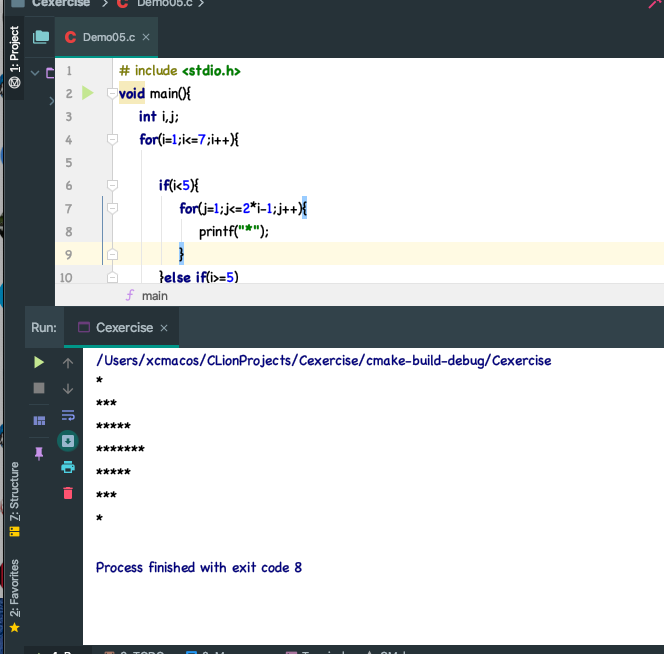 Cexercise
Demo05.c
1: Project
Demo05.c ×
1 # include <stdio.h>
2 void main(){
3 int i,j;
4 for(i=1;i<=7;i++){
5
6 if(i<5){
7 for(j=1;j<=2*i-1;j++){
8 printf("*");
9 }
10 }else if(i>=5)
f main
Run: Cexercise ×
/Users/xcmacos/CLionProjects/Cexercise/cmake-build-debug/Cexercise
*
***
*****
*******
*****
***
*
Process finished with exit code 8
7: Structure
2: Favorites